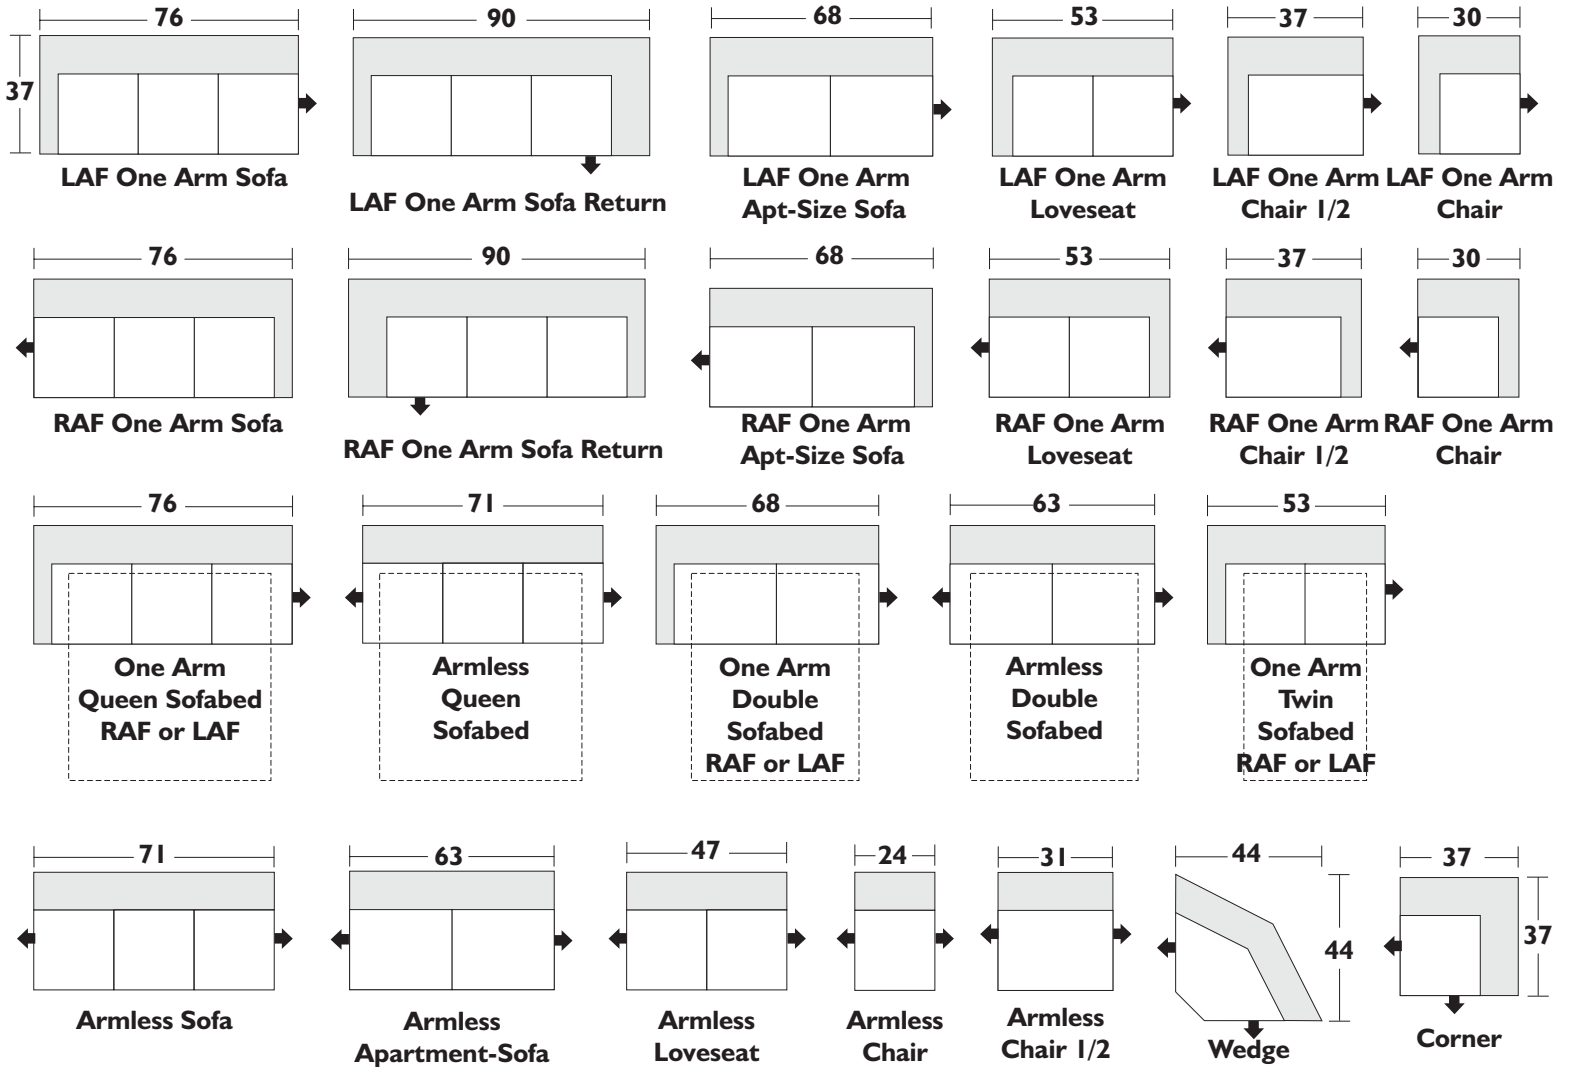 76
90
68
53
37
30
37
LAF One Arm Sofa
LAF One Arm Sofa Return
LAF One Arm
Apt-Size Sofa
LAF One Arm
Loveseat
LAF One Arm
Chair 1/2
LAF One Arm
Chair
76
90
68
53
37
30
RAF One Arm Sofa
RAF One Arm Sofa Return
RAF One Arm
Apt-Size Sofa
RAF One Arm
Loveseat
RAF One Arm
Chair 1/2
RAF One Arm
Chair
76
71
68
63
53
One Arm
Queen Sofabed
RAF or LAF
Armless
Queen
Sofabed
One Arm
Double
Sofabed
RAF or LAF
Armless
Double
Sofabed
One Arm
Twin
Sofabed
RAF or LAF
71
63
47
24
31
44
37
44
37
Armless Sofa
Armless
Apartment-Sofa
Armless
Loveseat
Armless
Chair
Armless
Chair 1/2
Wedge
Corner